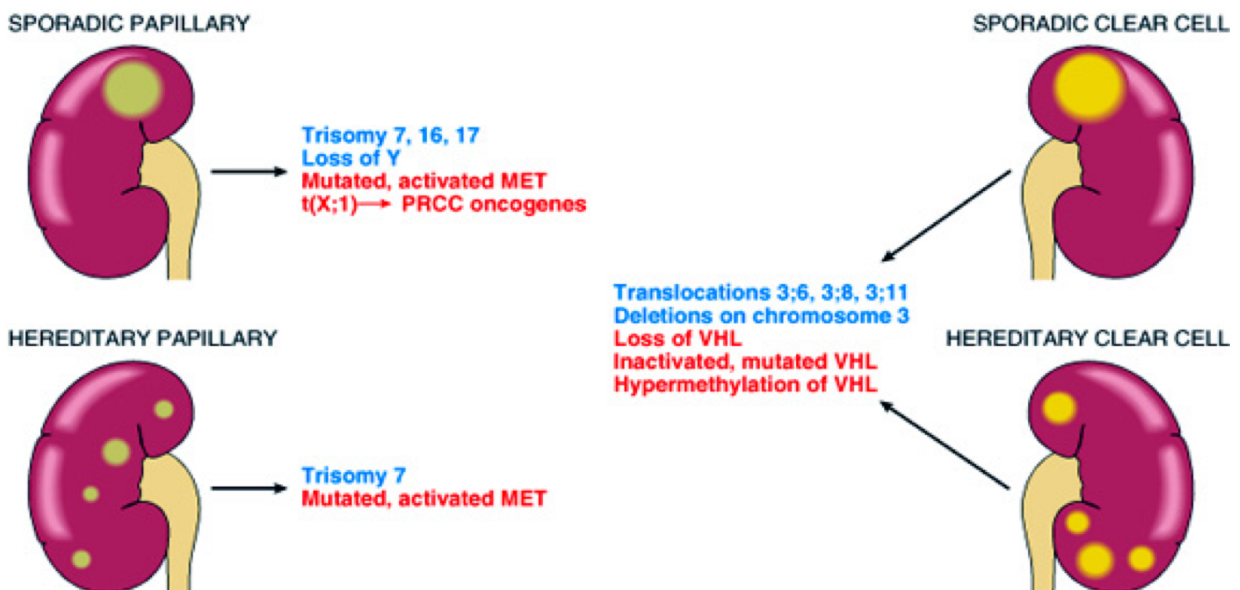 SPORADIC PAPILLARY
Trisomy 7, 16, 17
Loss of Y
Mutated, activated MET
t(X;1)→ PRCC oncogenes
HEREDITARY PAPILLARY
Trisomy 7
Mutated, activated MET
SPORADIC CLEAR CELL
Translocations 3;6, 3;8, 3;11
Deletions on chromosome 3
Loss of VHL
Inactivated, mutated VHL
Hypermethylation of VHL
HEREDITARY CLEAR CELL